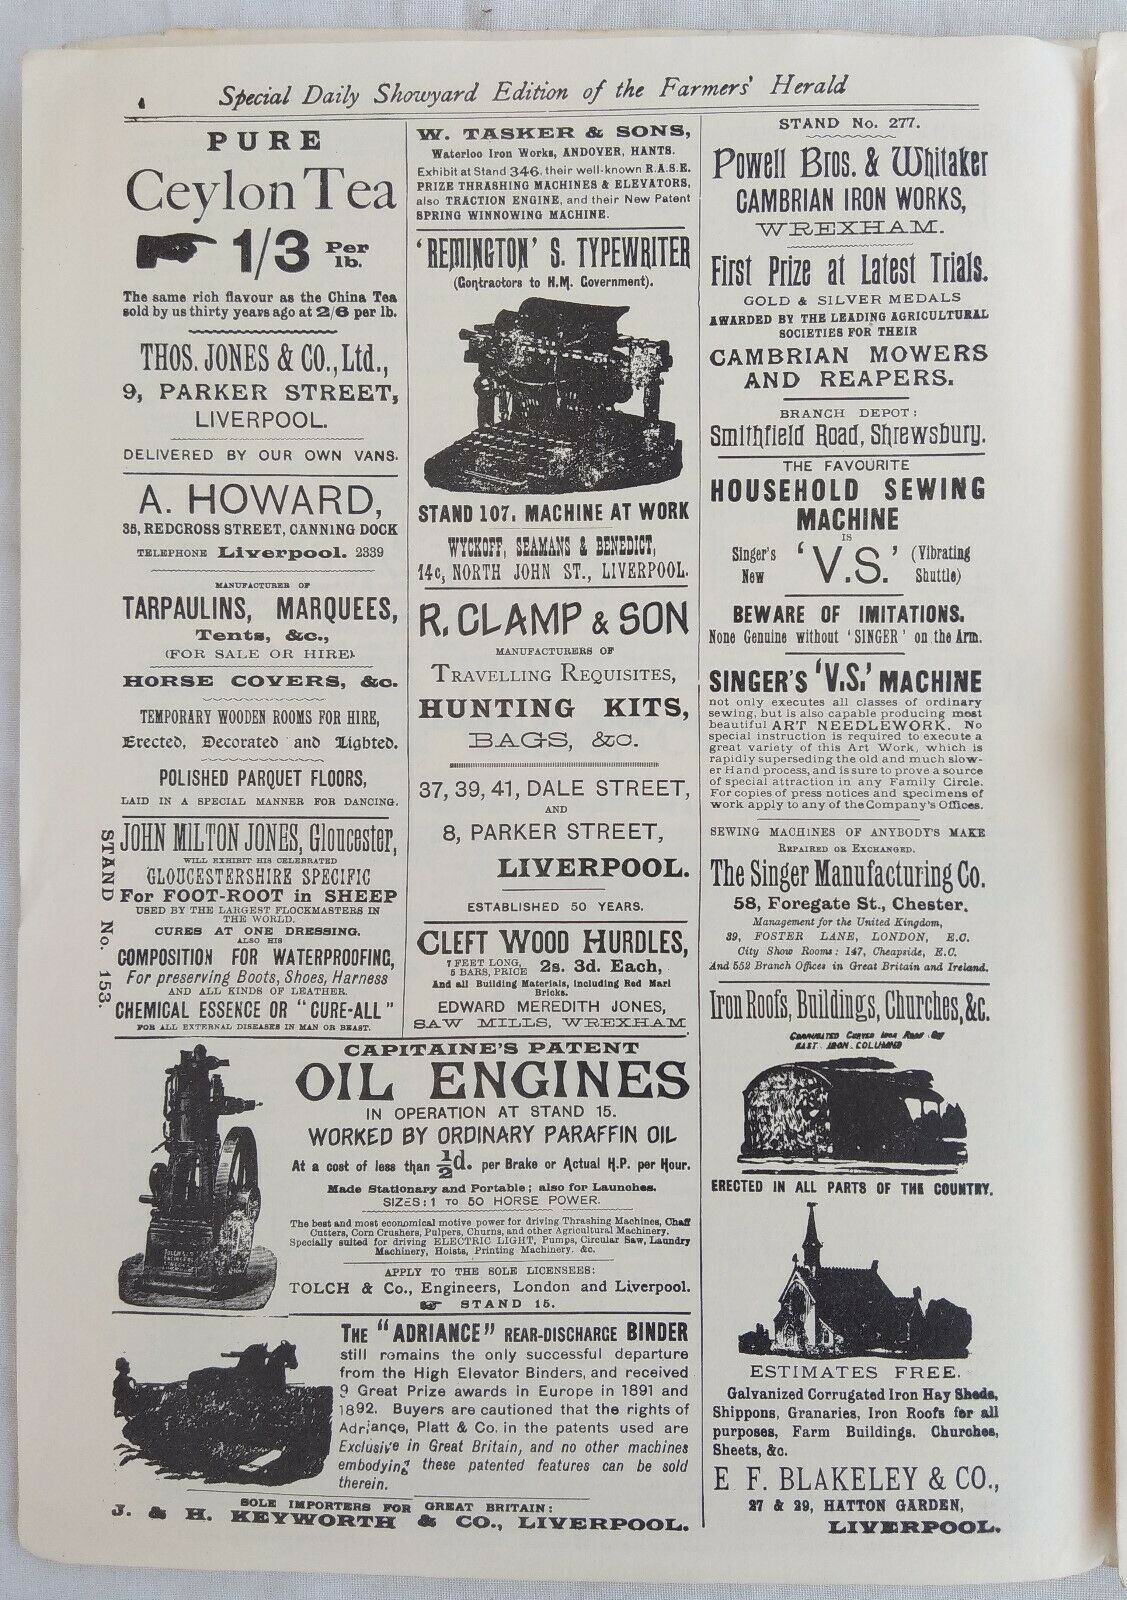 4
Special Daily Showyard Edition of the Farmers' Herald
PURE
Ceylon Tea
1/3 Per lb.
The same rich flavour as the China Tea
sold by us thirty years ago at 2/6 per lb.
THOS. JONES & CO., Ltd.,
9, PARKER STREET,
LIVERPOOL.
DELIVERED BY OUR OWN VANS.
A. HOWARD,
38, REDCROSS STREET, CANNING DOCK
TELEPHONE Liverpool. 2339
MANUFACTURER OF
TARPAULINS, MARQUEES,
Tents, &c.,
(FOR SALE OR HIRE).
HORSE COVERS, &c.
TEMPORARY WOODEN ROOMS FOR HIRE,
Erected, Decorated and Lighted.
POLISHED PARQUET FLOORS,
LAID IN A SPECIAL MANNER FOR DANCING.
STAND No. 153.
JOHN MILTON JONES, Gloucester,
WILL EXHIBIT HIS CELEBRATED
GLOUCESTERSHIRE SPECIFIC
For FOOT-ROOT in SHEEP
USED BY THE LARGEST FLOCKMASTERS IN
THE WORLD.
CURES AT ONE DRESSING.
ALSO HIS
COMPOSITION FOR WATERPROOFING,
For preserving Boots, Shoes, Harness
AND ALL KINDS OF LEATHER.
CHEMICAL ESSENCE OR "CURE-ALL"
FOR ALL EXTERNAL DISEASES IN MAN OR BEAST.
W. TASKER & SONS,
Waterloo Iron Works, ANDOVER, HANTS.
Exhibit at Stand 346, their well-known R.A.S.E.
PRIZE THRASHING MACHINES & ELEVATORS,
also TRACTION ENGINE, and their New Patent
SPRING WINNOWING MACHINE.
'REMINGTON' S. TYPEWRITER
(Contractors to H.M. Government).
STAND 107. MACHINE AT WORK
WYCKOFF, SEAMANS & BENEDICT,
14c, NORTH JOHN ST., LIVERPOOL.
R. CLAMP & SON
MANUFACTURERS OF
TRAVELLING REQUISITES,
HUNTING KITS,
BAGS, &c.
37, 39, 41, DALE STREET,
AND
8, PARKER STREET,
LIVERPOOL.
ESTABLISHED 50 YEARS.
CLEFT WOOD HURDLES,
7 FEET LONG,
5 BARS, PRICE 2s. 3d. Each,
And all Building Materials, including Red Marl
Bricks.
EDWARD MEREDITH JONES,
SAW MILLS, WREXHAM
STAND No. 277.
Powell Bros. & Whitaker
CAMBRIAN IRON WORKS,
WREXHAM.
First Prize at Latest Trials.
GOLD & SILVER MEDALS
AWARDED BY THE LEADING AGRICULTURAL
SOCIETIES FOR THEIR
CAMBRIAN MOWERS
AND REAPERS.
BRANCH DEPOT:
Smithfield Road, Shrewsbury.
THE FAVOURITE
HOUSEHOLD SEWING
MACHINE
IS
Singer's New 'V.S.' (Vibrating Shuttle)
BEWARE OF IMITATIONS.
None Genuine without 'SINGER' on the Arm.
SINGER'S 'V.S.' MACHINE
not only executes all classes of ordinary
sewing, but is also capable producing most
beautiful ART NEEDLEWORK. No
special instruction is required to execute a
great variety of this Art Work, which is
rapidly superseding the old and much slow-
er Hand process, and is sure to prove a source
of special attraction in any Family Circle.
For copies of press notices and specimens of
work apply to any of the Company's Offices.
SEWING MACHINES OF ANYBODY'S MAKE
REPAIRED OR EXCHANGED.
The Singer Manufacturing Co.
58, Foregate St., Chester.
Management for the United Kingdom,
39, FOSTER LANE, LONDON, E.C.
City Show Rooms: 147, Cheapside, E.C.
And 552 Branch Offices in Great Britain and Ireland.
Iron Roofs, Buildings, Churches, &c.
CORRUGATED CURVED IRON ROOF ON
CAST IRON COLUMNS
ERECTED IN ALL PARTS OF THE COUNTRY.
ESTIMATES FREE.
Galvanized Corrugated Iron Hay Sheds,
Shippons, Granaries, Iron Roofs for all
purposes, Farm Buildings. Churches,
Sheets, &c.
E F. BLAKELEY & CO.,
27 & 29, HATTON GARDEN,
LIVERPOOL.
CAPITAINE'S PATENT
OIL ENGINES
IN OPERATION AT STAND 15.
WORKED BY ORDINARY PARAFFIN OIL
At a cost of less than ½d. per Brake or Actual H.P. per Hour.
Made Stationary and Portable; also for Launches.
SIZES: 1 TO 50 HORSE POWER.
The best and most economical motive power for driving Thrashing Machines, Chaff
Cutters, Corn Crushers, Pulpers, Churns, and other Agricultural Machinery.
Specially suited for driving ELECTRIC LIGHT, Pumps, Circular Saw, Laundry
Machinery, Hoists, Printing Machinery. &c.
APPLY TO THE SOLE LICENSEES:
TOLCH & Co., Engineers, London and Liverpool.
STAND 15.
THE "ADRIANCE" REAR-DISCHARGE BINDER
still remains the only successful departure
from the High Elevator Binders, and received
9 Great Prize awards in Europe in 1891 and
1892. Buyers are cautioned that the rights of
Adriance, Platt & Co. in the patents used are
Exclusive in Great Britain, and no other machines
embodying these patented features can be sold
therein.
SOLE IMPORTERS FOR GREAT BRITAIN:
J. & H. KEYWORTH & CO., LIVERPOOL.